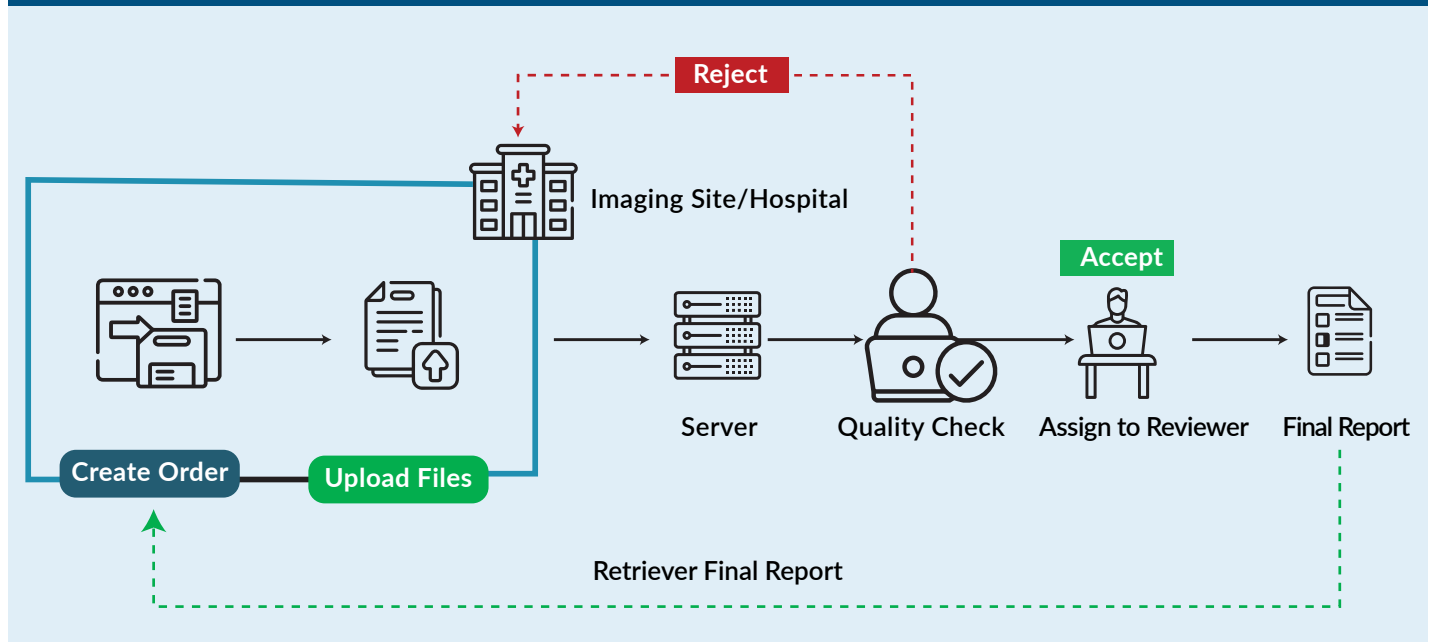 Reject
Imaging Site/Hospital
Accept
Server
Quality Check
Assign to Reviewer
Final Report
Create Order
Upload Files
Retriever Final Report